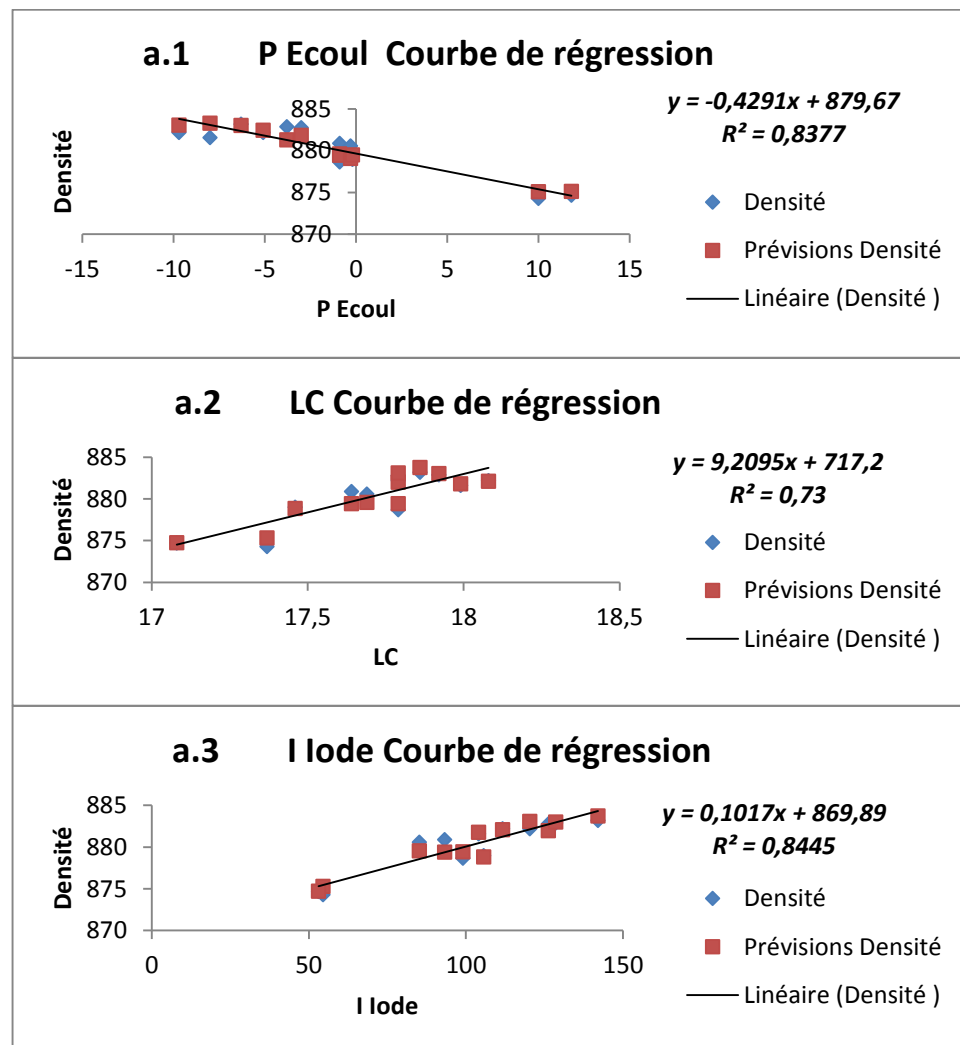 a.1 P Ecoul Courbe de régression
y = -0,4291x + 879,67
R² = 0,8377
885
880
875
870
-15 -10 -5 0 5 10 15
Densité
P Ecoul
Densité
Prévisions Densité
Linéaire (Densité )
a.2 LC Courbe de régression
y = 9,2095x + 717,2
R² = 0,73
885
880
875
870
17 17,5 18 18,5
Densité
LC
Densité
Prévisions Densité
Linéaire (Densité )
a.3 I Iode Courbe de régression
y = 0,1017x + 869,89
R² = 0,8445
885
880
875
870
0 50 100 150
Densité
I Iode
Densité
Prévisions Densité
Linéaire (Densité )